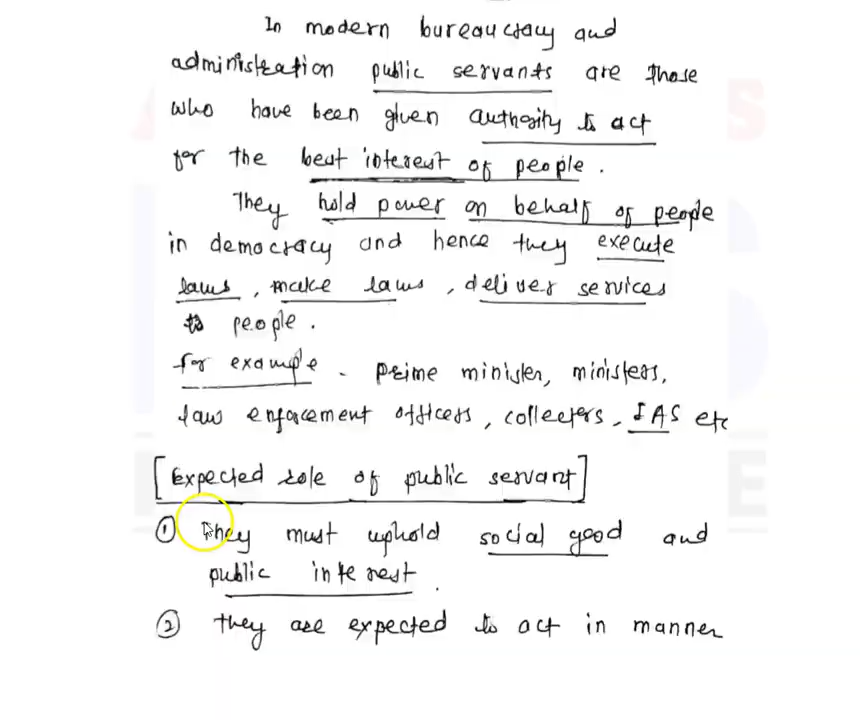 In modern bureaucracy and
administration public servants are those
who have been given authority to act
for the best interest of people.
They hold power on behalf of people
in democracy and hence they execute
laws, make laws, deliver services
to people.
for example - prime minister, ministers,
law enforcement officers, collecters, IAS etc
[Expected role of public servant]
① They must uphold social good and
public interest.
② they are expected to act in manner